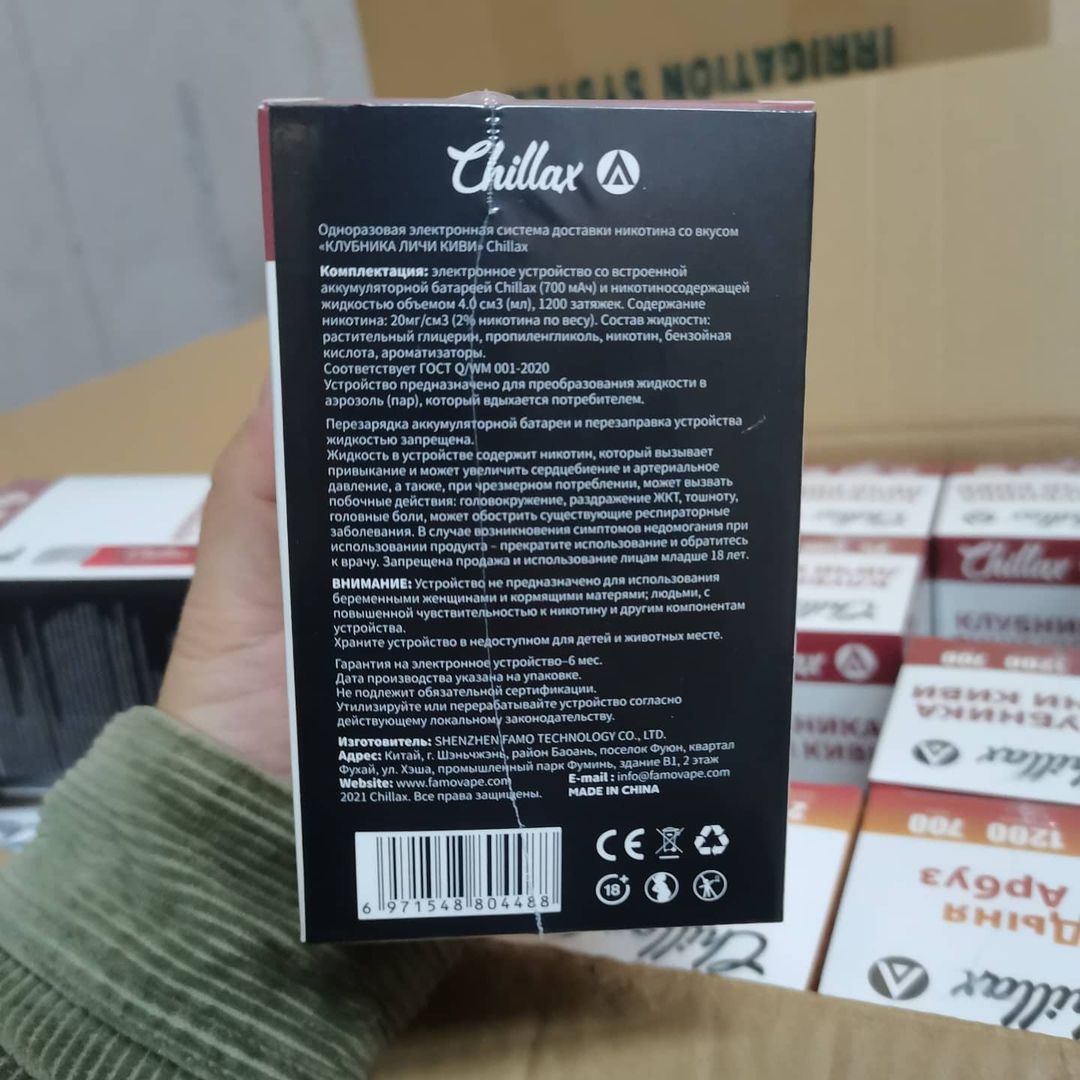 IRRIGATION SYSTE
Chillax
Одноразовая электронная система доставки никотина со вкусом
«КЛУБНИКА ЛИЧИ КИВИ» Chillax
Комплектация: электронное устройство со встроенной
аккумуляторной батареей Chillax (700 мАч) и никотиносодержащей
жидкостью объемом 4.0 см3 (мл), 1200 затяжек. Содержание
никотина: 20мг/см3 (2% никотина по весу). Состав жидкости:
растительный глицерин, пропиленгликоль, никотин, бензойная
кислота, ароматизаторы.
Соответствует ГОСТ Q/WM 001-2020
Устройство предназначено для преобразования жидкости в
аэрозоль (пар), который вдыхается потребителем.
Перезарядка аккумуляторной батареи и перезаправка устройства
жидкостью запрещена.
Жидкость в устройстве содержит никотин, который вызывает
привыкание и может увеличить сердцебиение и артериальное
давление, а также, при чрезмерном потреблении, может вызвать
побочные действия: головокружение, раздражение ЖКТ, тошноту,
головные боли, может обострить существующие респираторные
заболевания. В случае возникновения симптомов недомогания при
использовании продукта – прекратите использование и обратитесь
к врачу. Запрещена продажа и использование лицам младше 18 лет.
ВНИМАНИЕ: Устройство не предназначено для использования
беременными женщинами и кормящими матерями; людьми, с
повышенной чувствительностью к никотину и другим компонентам
устройства.
Храните устройство в недоступном для детей и животных месте.
Гарантия на электронное устройство–6 мес.
Дата производства указана на упаковке.
Не подлежит обязательной сертификации.
Утилизируйте или перерабатывайте устройство согласно
действующему локальному законодательству.
Изготовитель: SHENZHEN FAMO TECHNOLOGY CO., LTD.
Адрес: Китай, г. Шэньчжэнь, район Баоань, поселок Фуюн, квартал
Фухай, ул. Хэша, промышленный парк Фуминь, здание В1, 2 этаж
Website: www.famovape.com E-mail : info@famovape.com
2021 Chillax. Все права защищены. MADE IN CHINA
6 971548 804488
CE
18+
Chillax
1200 700
Chillax
1200 700
Дыня
Арбуз
Chillax